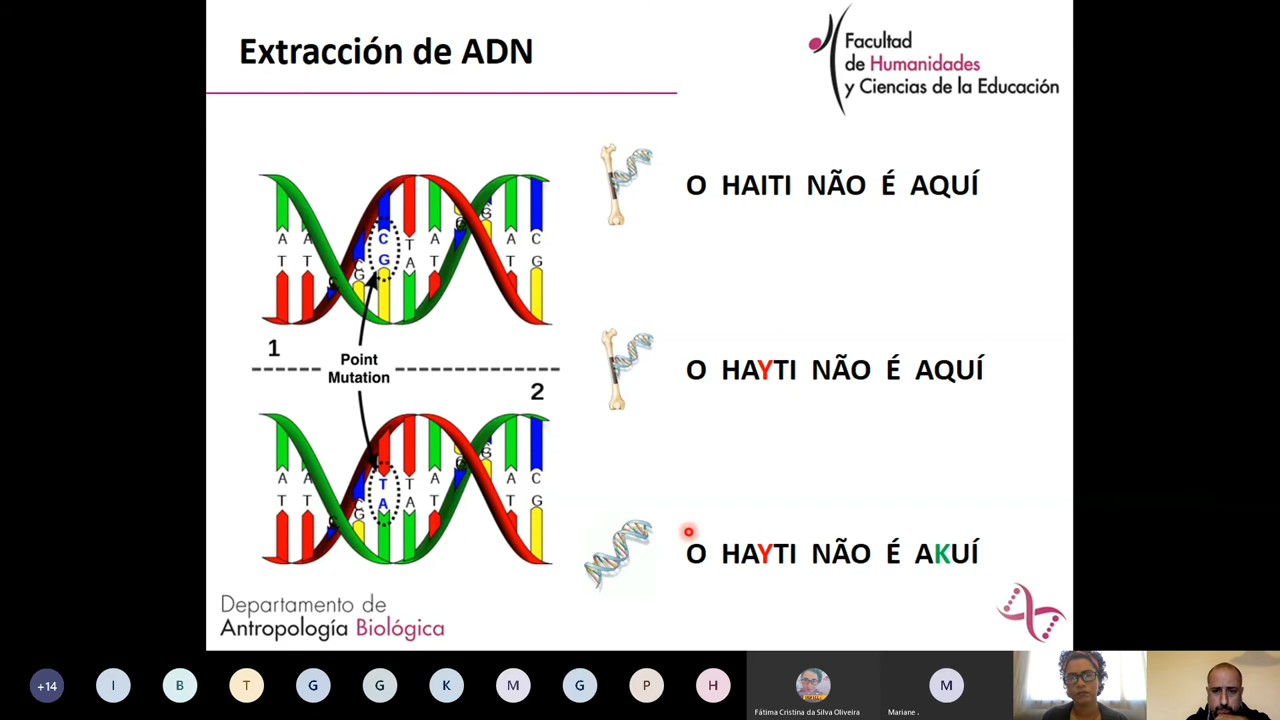 Extracción de ADN
Facultad
de Humanidades
y Ciencias de la Educación
O HAITI NÃO É AQUÍ
O HAYTI NÃO É AQUÍ
O HAYTI NÃO É AKUÍ
A A C T A G A C
T T C G A T T G
G
1
Point
Mutation
2
A A T T A G A C
T T C G A A T T G
Departamento de
Antropología Biológica
+14 I B T G G K M G P H M
Fátima Cristina da Silva Oliveira
Mariane .